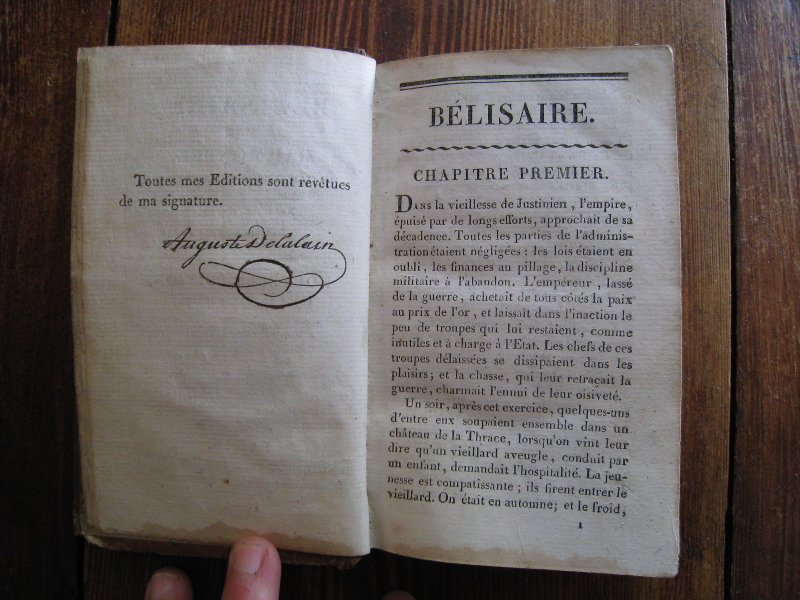 Toutes mes Editions sont revêtues
de ma signature.
Auguste Delalain
BÉLISAIRE.
CHAPITRE PREMIER.
DANS la vieillesse de Justinien, l'empire,
épuisé par de longs efforts, approchait de sa
décadence. Toutes les parties de l'adminis-
tration étaient négligées : les lois étaient en
oubli, les finances au pillage, la discipline
militaire à l'abandon. L'empéreur, lassé
de la guerre, achetait de tous côtés la paix
au prix de l'or, et laissait dans l'inaction le
peu de troupes qui lui restaient, comme
inutiles et à charge à l'Etat. Les chefs de ces
troupes délaissées se dissipaient dans les
plaisirs; et la chasse, qui leur retraçait la
guerre, charmait l'ennui de leur oisiveté.
Un soir, après cet exercice, quelques-uns
d'entre eux soupaient ensemble dans un
château de la Thrace, lorsqu'on vint leur
dire qu'un vieillard aveugle, conduit par
un enfant, demandait l'hospitalité. La jeu-
nesse est compatissante; ils firent entrer le
vieillard. On était en automne; et le froid,
1